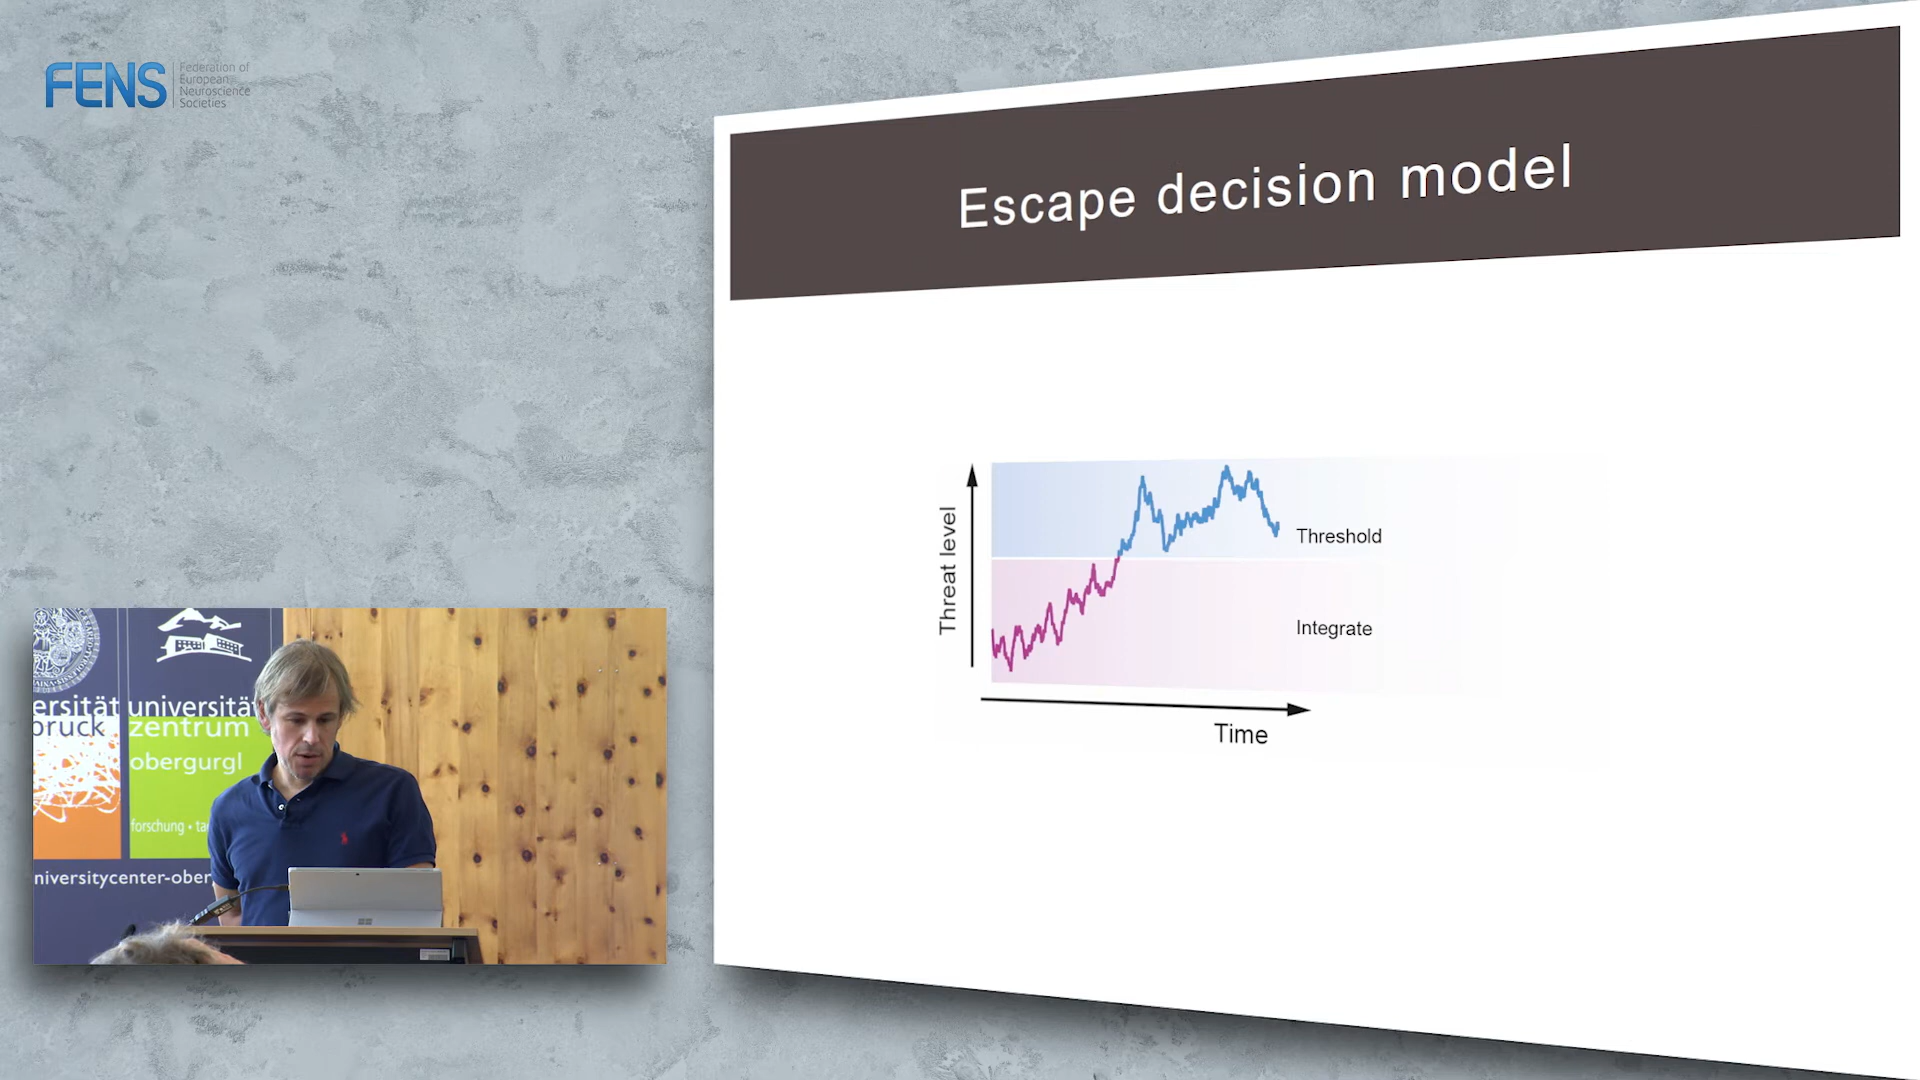 FENS
Federation of
European
Neuroscience
Societies
Escape decision model
Threat level
Threshold
Integrate
Time
ersität
bruck
universitä
zentrum
obergurgl
forschung • ta
niversitycenter-ober